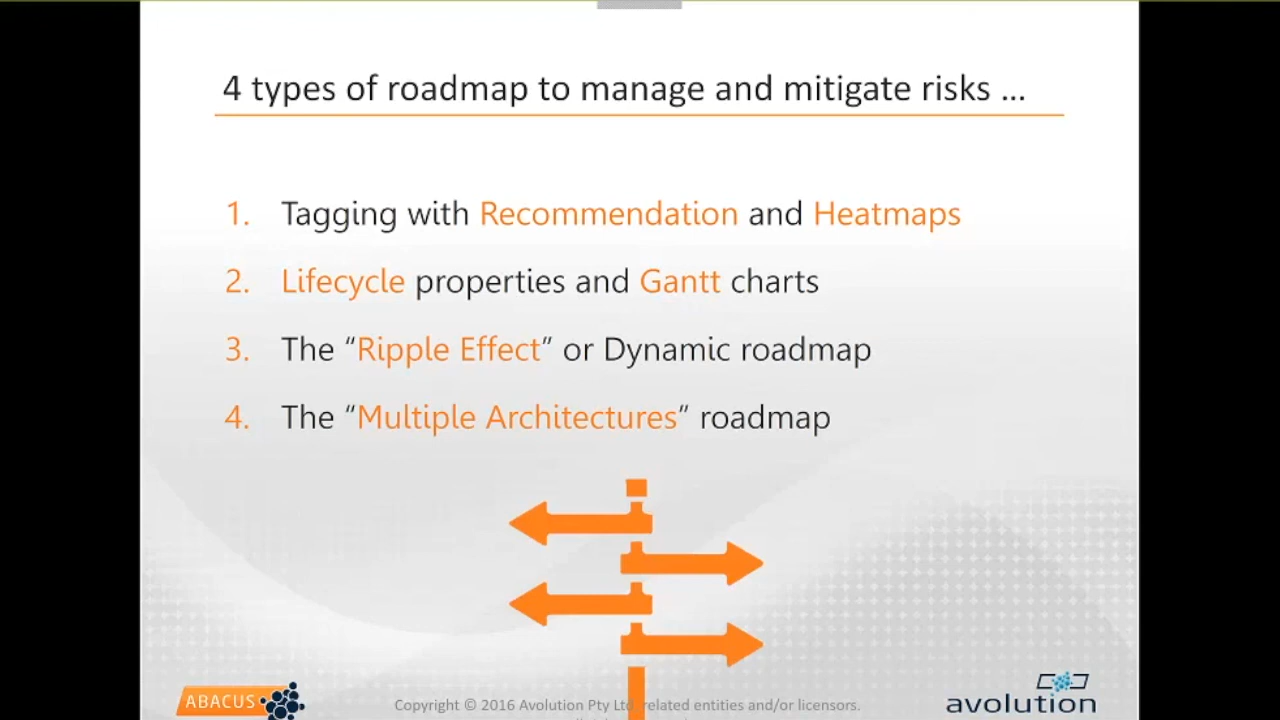 4 types of roadmap to manage and mitigate risks ...
1. Tagging with Recommendation and Heatmaps
2. Lifecycle properties and Gantt charts
3. The “Ripple Effect” or Dynamic roadmap
4. The “Multiple Architectures” roadmap
ABACUS
Copyright © 2016 Avolution Pty Ltd related entities and/or licensors.
avolution